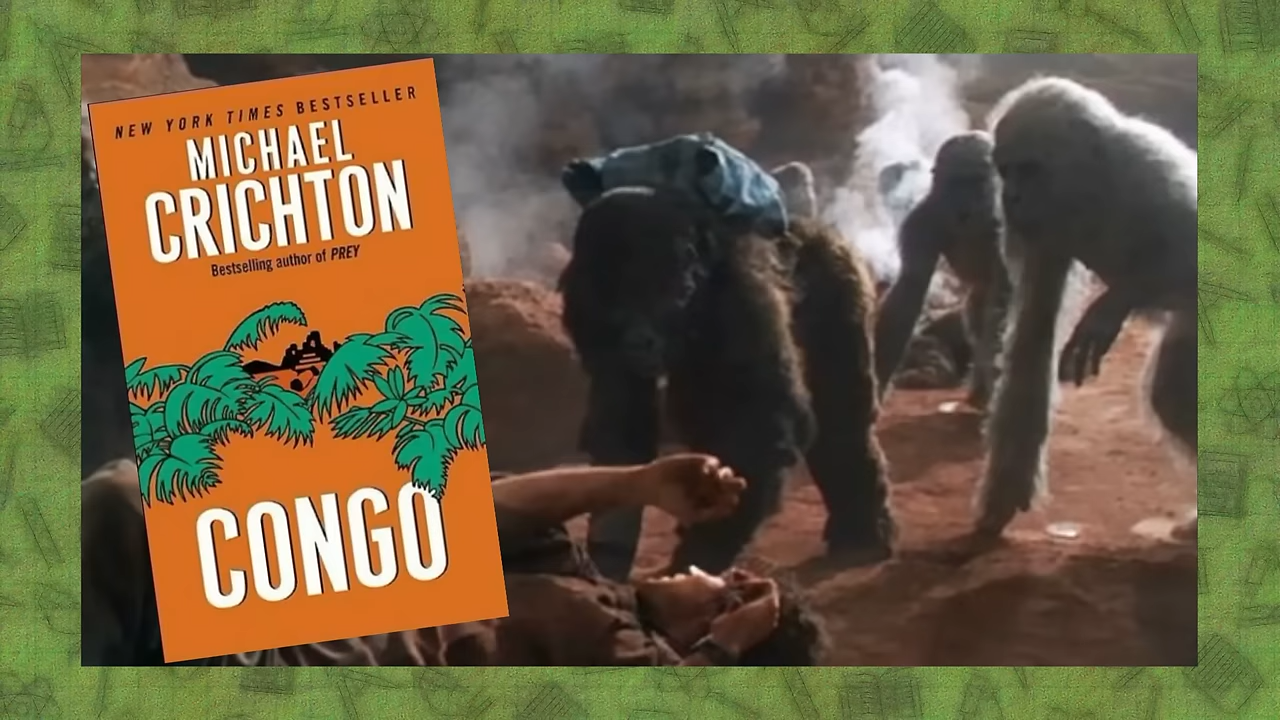 NEW YORK TIMES BESTSELLER
MICHAEL
CRICHTON
Bestselling author of PREY
CONGO